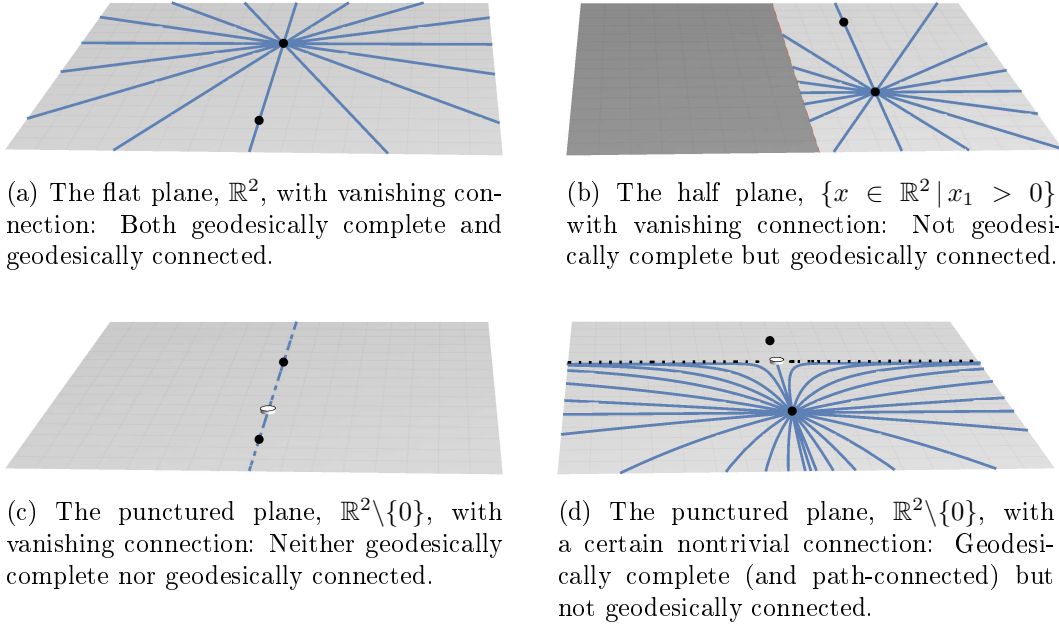 (a) The flat plane, ℝ², with vanishing con-
nection: Both geodesically complete and
geodesically connected.
(b) The half plane, {x ∈ ℝ² | x₁ > 0}
with vanishing connection: Not geodesi-
cally complete but geodesically connected.
(c) The punctured plane, ℝ²\{0}, with
vanishing connection: Neither geodesically
complete nor geodesically connected.
(d) The punctured plane, ℝ²\{0}, with
a certain nontrivial connection: Geodesi-
cally complete (and path-connected) but
not geodesically connected.